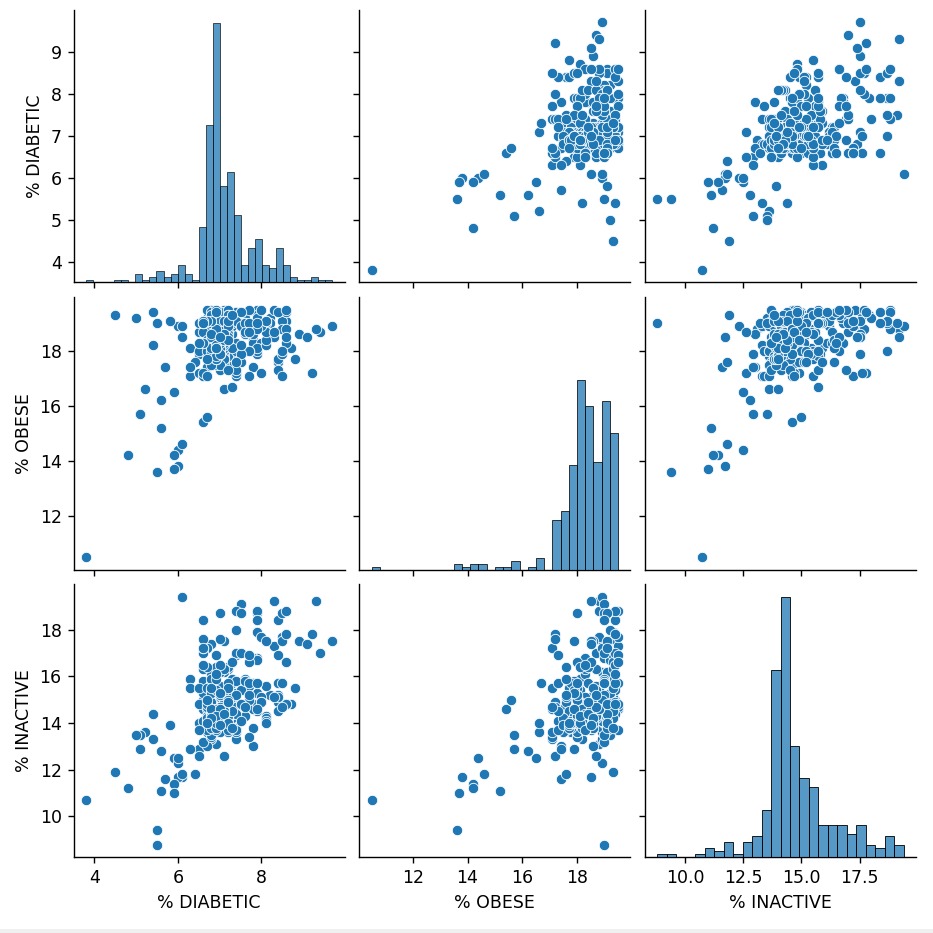 9
8
7
6
5
4
% DIABETIC
18
16
14
12
% OBESE
18
16
14
12
10
% INACTIVE
4 6 8
12 14 16 18
10.0 12.5 15.0 17.5
% DIABETIC % OBESE % INACTIVE